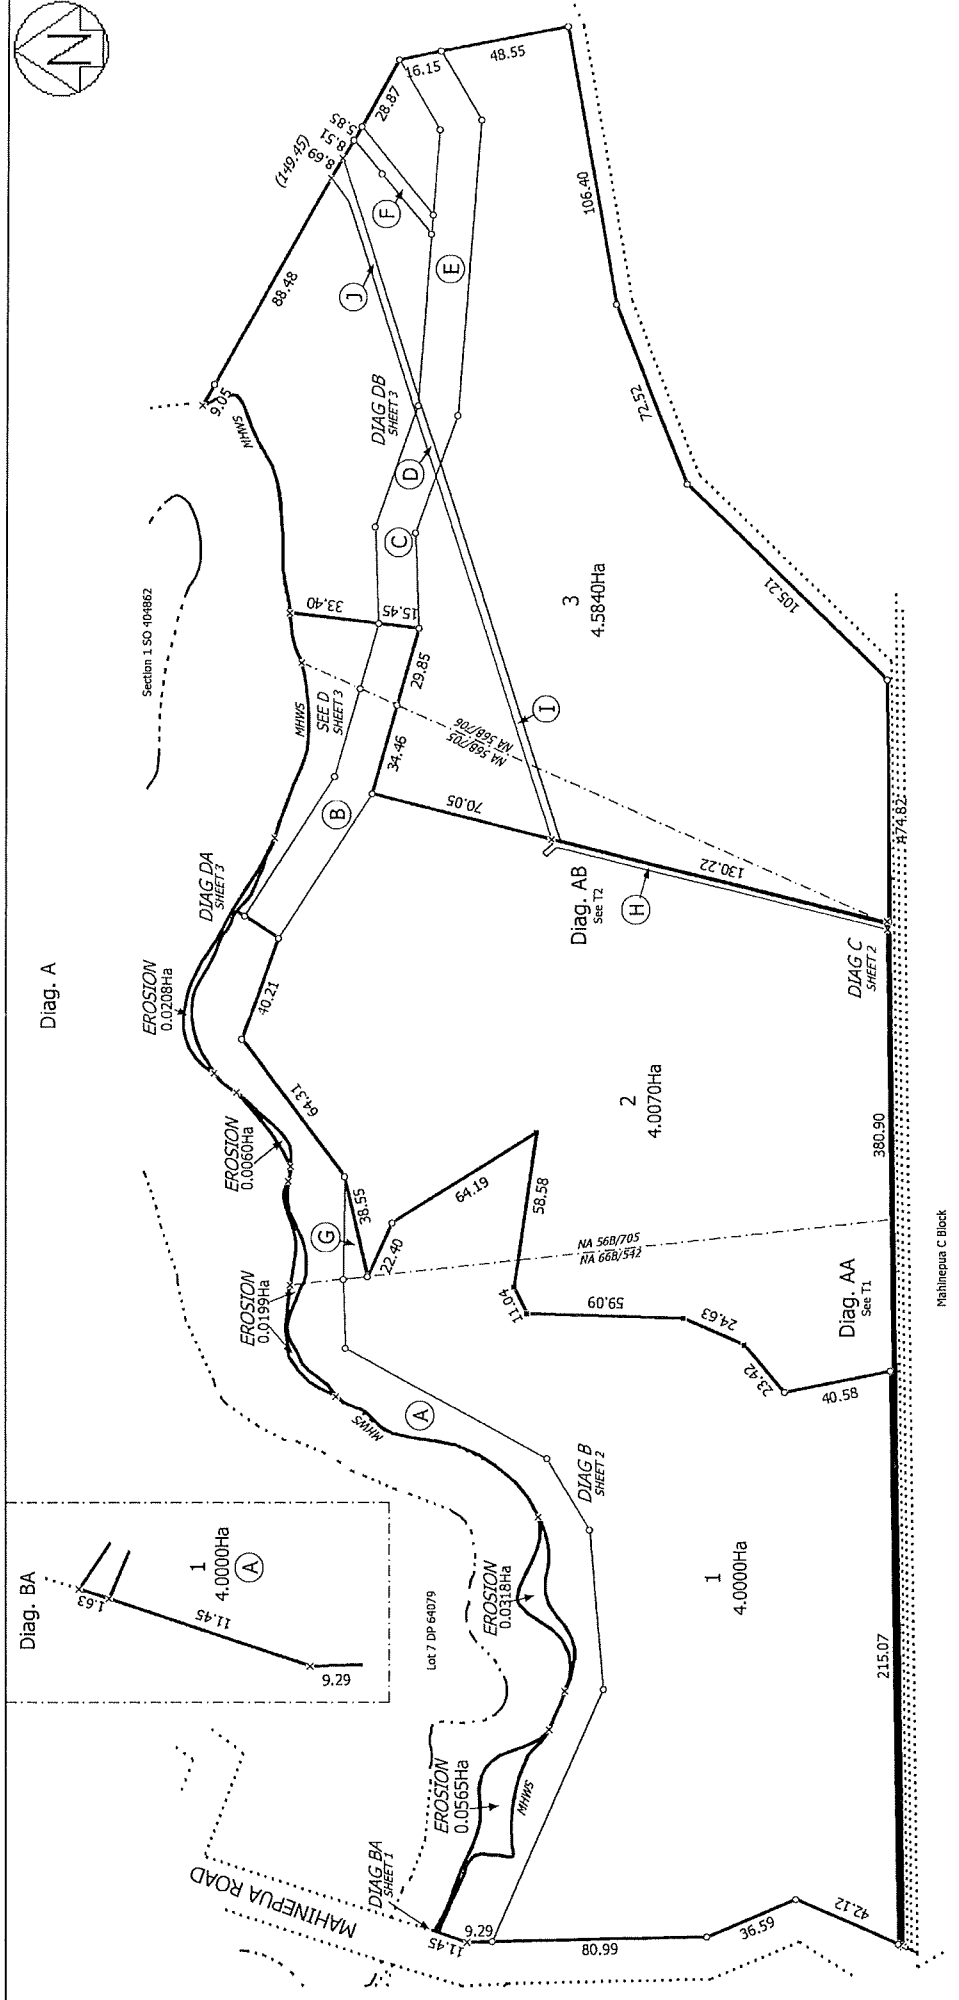 N
Diag. A
Section 1 SO 404862
(149.45)
8.69
8.51
5.85
28.87
16.15
48.55
88.48
9.05
MHWS
F
J
E
106.40
72.52
105.21
DIAG DB
SHEET 3
D
C
33.40
15.45
29.85
3
4.5840Ha
SEE D
SHEET 3
MHWS
34.46
NA 56B/706
NA 56B/705
I
B
70.05
DIAG DA
SHEET 3
Diag. AB
See T2
H
130.22
474.82
DIAG C
SHEET 2
EROSION
0.0208Ha
40.21
64.31
EROSION
0.0060Ha
2
4.0070Ha
380.90
38.55
G
22.40
64.19
58.58
NA 56B/705
NA 66B/542
EROSION
0.0199Ha
11.04
59.09
24.63
23.42
40.58
Diag. AA
See T1
Mahinepua C Block
MHWS
A
DIAG B
SHEET 2
Diag. BA
1.63
11.45
9.29
1
4.0000Ha
A
Lot 7 DP 64079
EROSION
0.0318Ha
1
4.0000Ha
215.07
EROSION
0.0565Ha
MHWS
DIAG BA
SHEET 1
MAHINEPUA ROAD
11.45
9.29
80.99
36.59
42.12